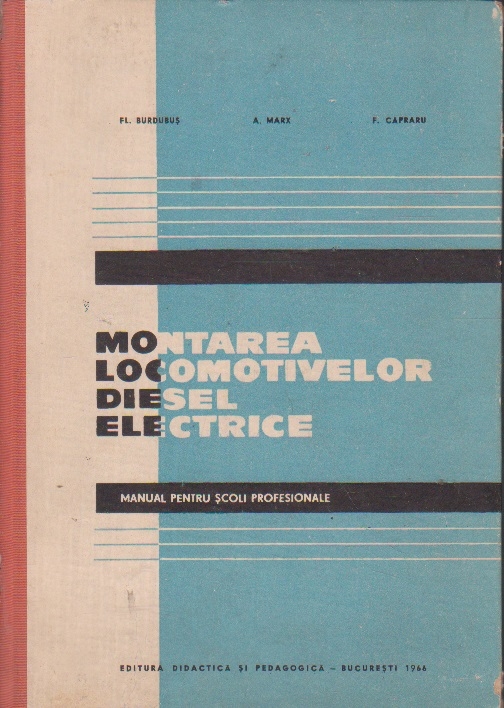 FL. BURDUBUŞ A. MARX F. CAPRARU
MONTAREA
LOCOMOTIVELOR
DIESEL
ELECTRICE
MANUAL PENTRU ŞCOLI PROFESIONALE
EDITURA DIDACTICA ŞI PEDAGOGICA – BUCUREŞTI 1966